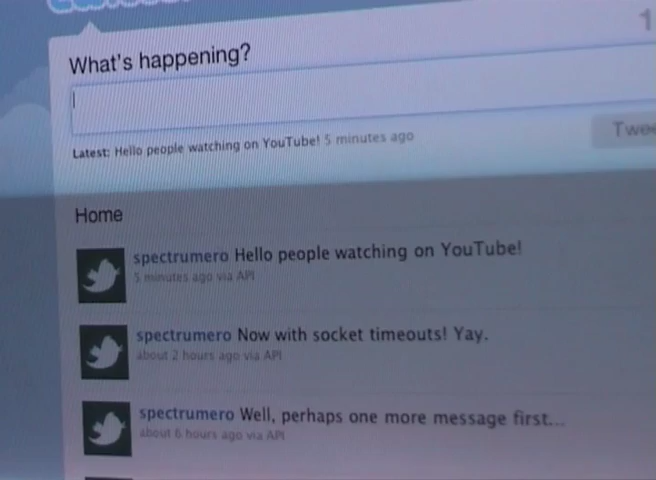 What's happening?
1
Latest: Hello people watching on YouTube! 5 minutes ago
Twee
Home
spectrumero Hello people watching on YouTube!
5 minutes ago via API
spectrumero Now with socket timeouts! Yay.
about 2 hours ago via API
spectrumero Well, perhaps one more message first...
about 6 hours ago via API